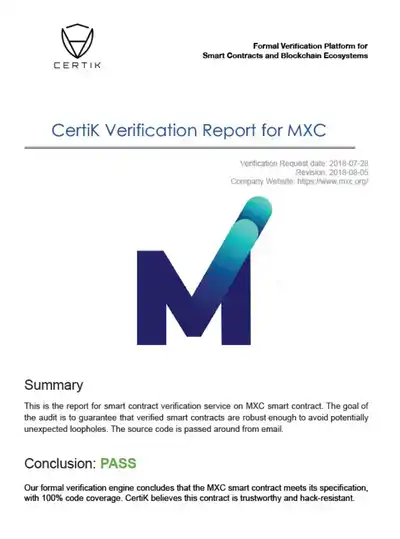 CERTIK
Formal Verification Platform for
Smart Contracts and Blockchain Ecosystems
CertiK Verification Report for MXC
Verification Request date: 2018-07-28
Revision: 2018-08-05
Company Website: https://www.mxc.org/
Summary
This is the report for smart contract verification service on MXC smart contract. The goal of
the audit is to guarantee that verified smart contracts are robust enough to avoid potentially
unexpected loopholes. The source code is passed around from email.
Conclusion: PASS
Our formal verification engine concludes that the MXC smart contract meets its specification,
with 100% code coverage. CertiK believes this contract is trustworthy and hack-resistant.